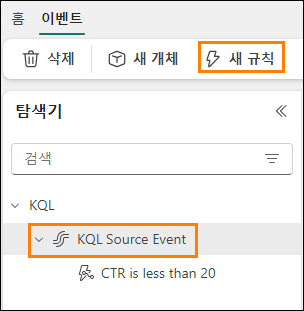 홈 이벤트
삭제 새 개체 새 규칙
탐색기
검색
KQL
KQL Source Event
CTR is less than 20